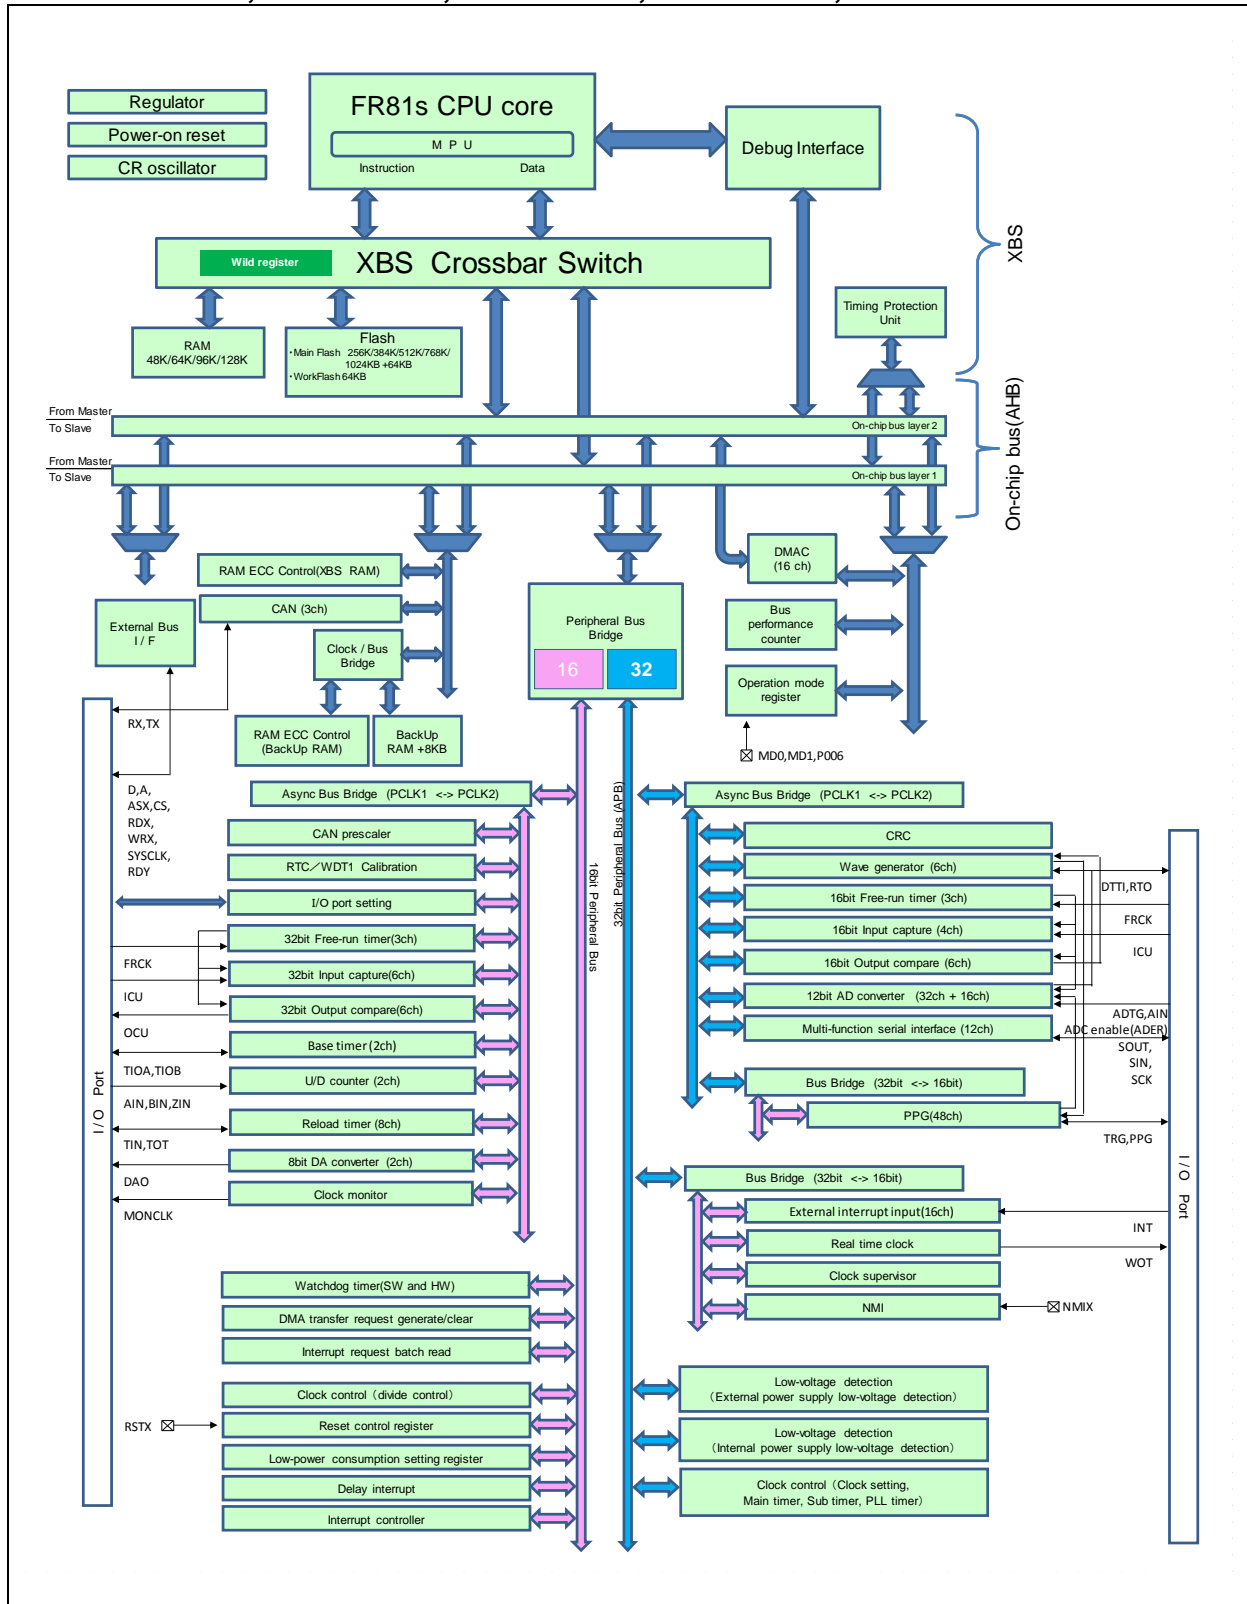 Regulator
Power-on reset
CR oscillator
FR81s CPU core
M P U
Instruction
Data
Debug Interface
XBS
Wild register
XBS Crossbar Switch
Timing Protection
Unit
RAM
48K/64K/96K/128K
Flash
・Main Flash 256K/384K/512K/768K/
1024KB +64KB
・WorkFlash 64KB
On-chip bus(AHB)
From Master
To Slave
On-chip bus layer 2
From Master
To Slave
On-chip bus layer 1
RAM ECC Control(XBS RAM)
CAN (3ch)
External Bus
I / F
Clock / Bus
Bridge
RAM ECC Control
(BackUp RAM)
BackUp
RAM +8KB
Peripheral Bus
Bridge
16
32
DMAC
(16 ch)
Bus
performance
counter
Operation mode
register
MD0,MD1,P006
RX,TX
D,A,
ASX,CS,
RDX,
WRX,
SYSCLK,
RDY
I / O Port
Async Bus Bridge (PCLK1 <-> PCLK2)
CAN prescaler
RTC／WDT1 Calibration
I/O port setting
32bit Free-run timer(3ch)
FRCK
32bit Input capture(6ch)
ICU
32bit Output compare(6ch)
OCU
Base timer (2ch)
TIOA,TIOB
U/D counter (2ch)
AIN,BIN,ZIN
Reload timer (8ch)
TIN,TOT
8bit DA converter (2ch)
DAO
Clock monitor
MONCLK
16bit Peripheral Bus
32bit Peripheral Bus (APB)
Watchdog timer(SW and HW)
DMA transfer request generate/clear
Interrupt request batch read
Clock control（divide control）
RSTX
Reset control register
Low-power consumption setting register
Delay interrupt
Interrupt controller
Async Bus Bridge (PCLK1 <-> PCLK2)
CRC
Wave generator (6ch)
DTTI,RTO
16bit Free-run timer (3ch)
FRCK
16bit Input capture (4ch)
ICU
16bit Output compare (6ch)
12bit AD converter (32ch + 16ch)
ADTG,AIN
ADC enable(ADER)
Multi-function serial interface (12ch)
SOUT,
SIN,
SCK
Bus Bridge (32bit <-> 16bit)
PPG(48ch)
TRG,PPG
I / O Port
Bus Bridge (32bit <-> 16bit)
External interrupt input(16ch)
INT
Real time clock
WOT
Clock supervisor
NMI
NMIX
Low-voltage detection
（External power supply low-voltage detection）
Low-voltage detection
（Internal power supply low-voltage detection）
Clock control（Clock setting,
Main timer, Sub timer, PLL timer）